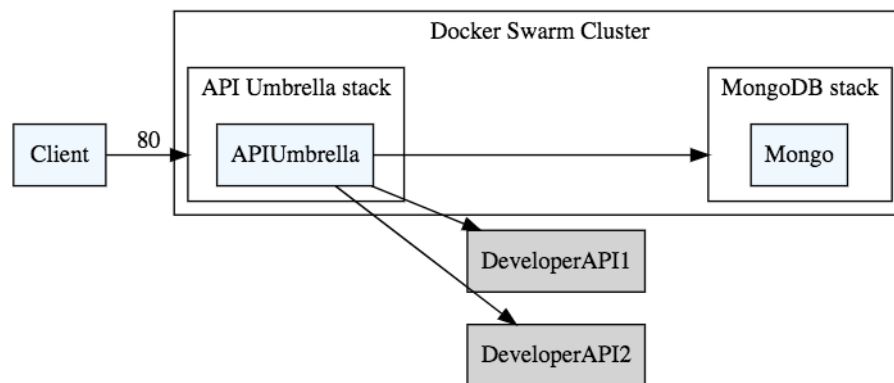 Docker Swarm Cluster
API Umbrella stack
MongoDB stack
Client
80
APIUmbrella
Mongo
DeveloperAPI1
DeveloperAPI2